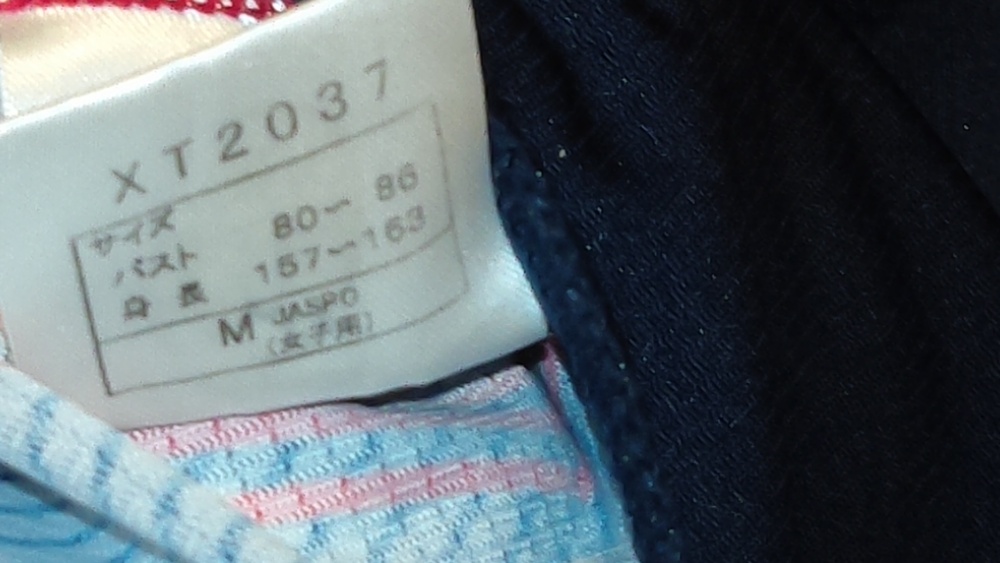 XT2037
サイズ
バスト 80〜 86
身長 157〜163
M JASPO
(女子用)